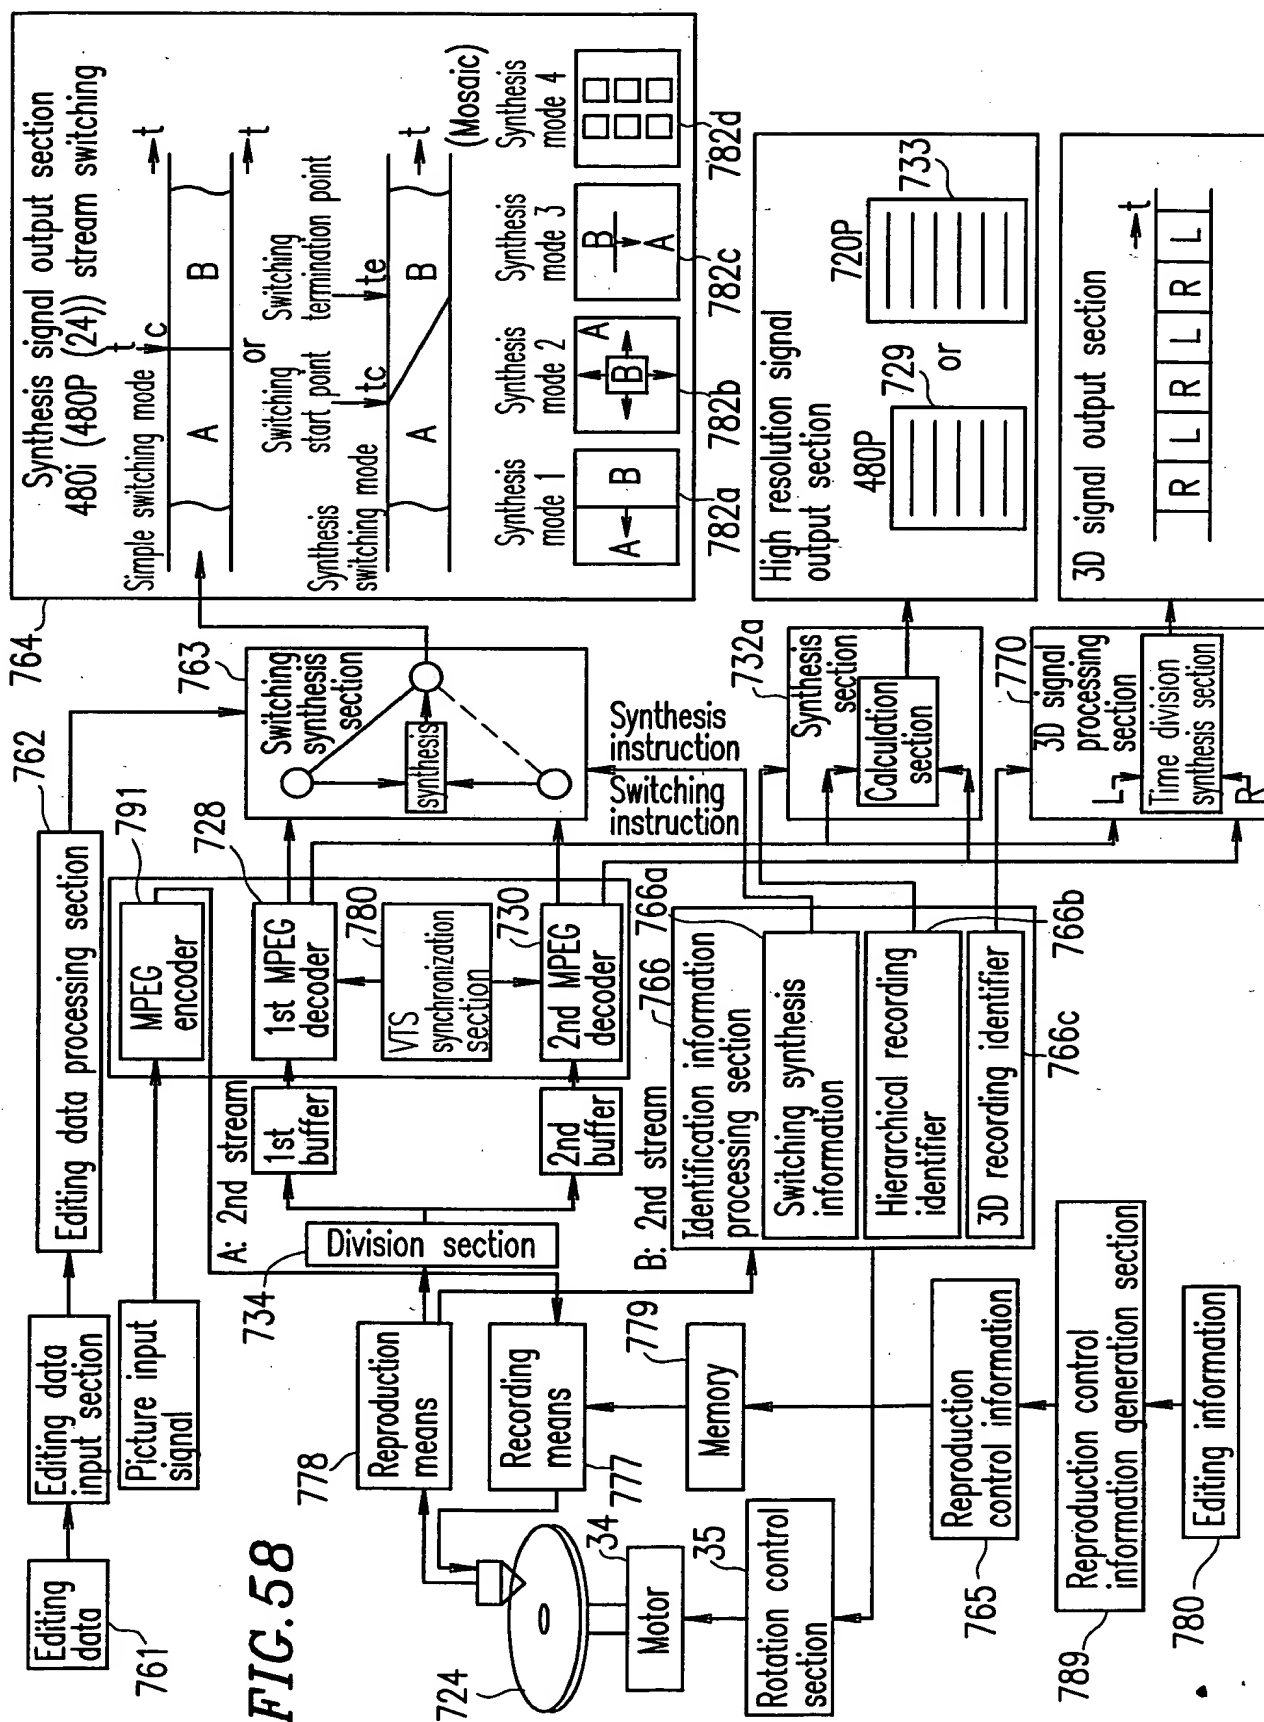 FIG.58
Editing
data
761
Editing data
input section
Editing data processing section
762
Picture input
signal
MPEG
encoder
791
724
778
Reproduction
means
Recording
means
777
734
Division section
A: 2nd stream
1st
buffer
2nd
buffer
1st MPEG
decoder
728
VTS
synchronization
section
780
2nd MPEG
decoder
730
Switching
synthesis
section
763
synthesis
Synthesis
instruction
Switching
instruction
764
Synthesis signal output section
480i (480P (24)) stream switching
Simple switching mode
t
c
A
B
t
or
t
Switching
start point
Switching
termination point
Synthesis
switching mode
tc
te
A
B
t
Synthesis
mode 1
A
B
782a
Synthesis
mode 2
A
B
782b
Synthesis
mode 3
B
A
782c
(Mosaic)
Synthesis
mode 4
782d
34
Motor
35
Rotation control
section
779
Memory
B: 2nd stream
766
Identification information
processing section
766a
Switching synthesis
information
Hierarchical recording
identifier
766b
3D recording identifier
766c
732a
Synthesis
section
Calculation
section
High resolution signal
output section
480P
729
or
720P
733
770
3D signal
processing
section
L
Time division
synthesis section
R
3D signal output section
t
R
L
R
L
R
L
765
Reproduction
control information
789
Reproduction control
information generation section
780
Editing information